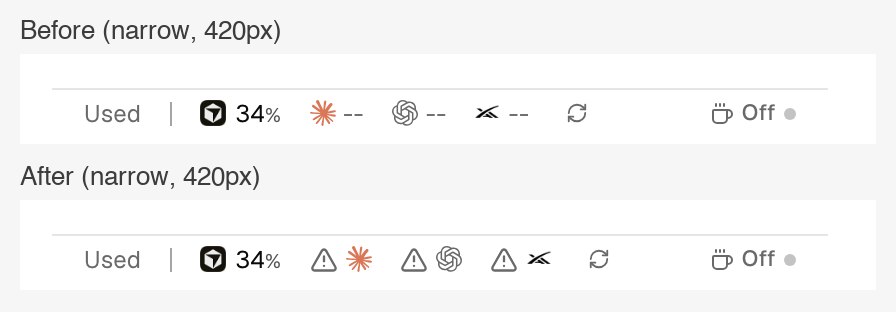 Before (narrow, 420px)
Used 34% -- -- -- Off
After (narrow, 420px)
Used 34% Off